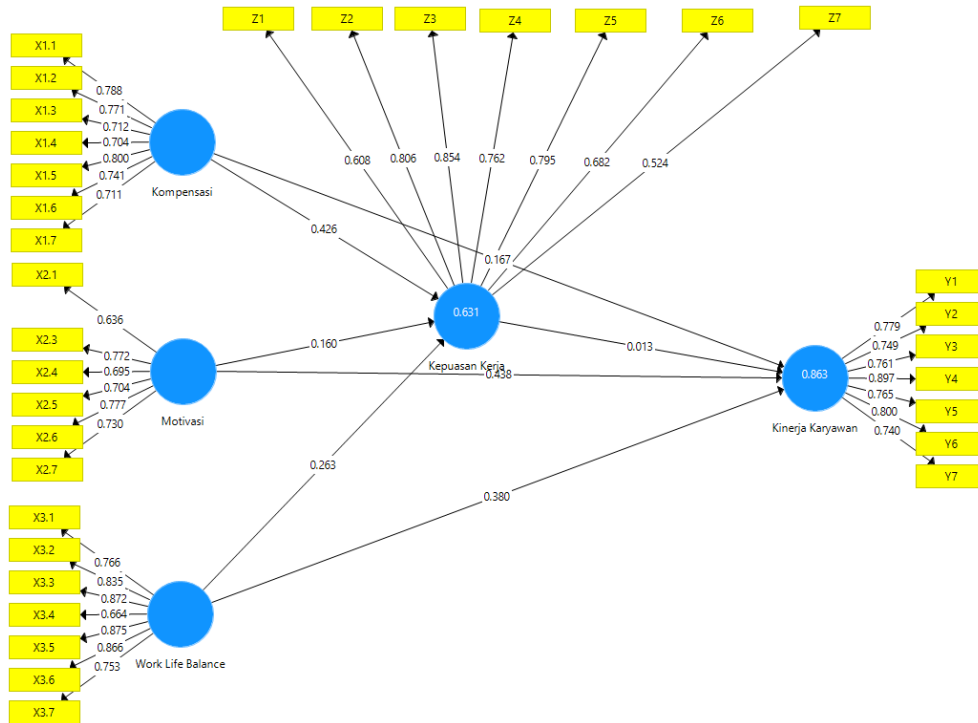 Z1
Z2
Z3
Z4
Z5
Z6
Z7
X1.1
X1.2
X1.3
X1.4
X1.5
X1.6
X1.7
0.788
0.771
0.712
0.704
0.800
0.741
0.711
Kompensasi
0.608
0.806
0.854
0.762
0.795
0.682
0.524
0.426
0.167
X2.1
X2.3
X2.4
X2.5
X2.6
X2.7
0.636
0.772
0.695
0.704
0.777
0.730
Motivasi
0.160
0.631
Kepuasan Kerja
0.013
0.438
0.263
0.380
0.863
Kinerja Karyawan
0.779
0.749
0.761
0.897
0.765
0.800
0.740
Y1
Y2
Y3
Y4
Y5
Y6
Y7
X3.1
X3.2
X3.3
X3.4
X3.5
X3.6
X3.7
0.766
0.835
0.872
0.664
0.875
0.866
0.753
Work Life Balance